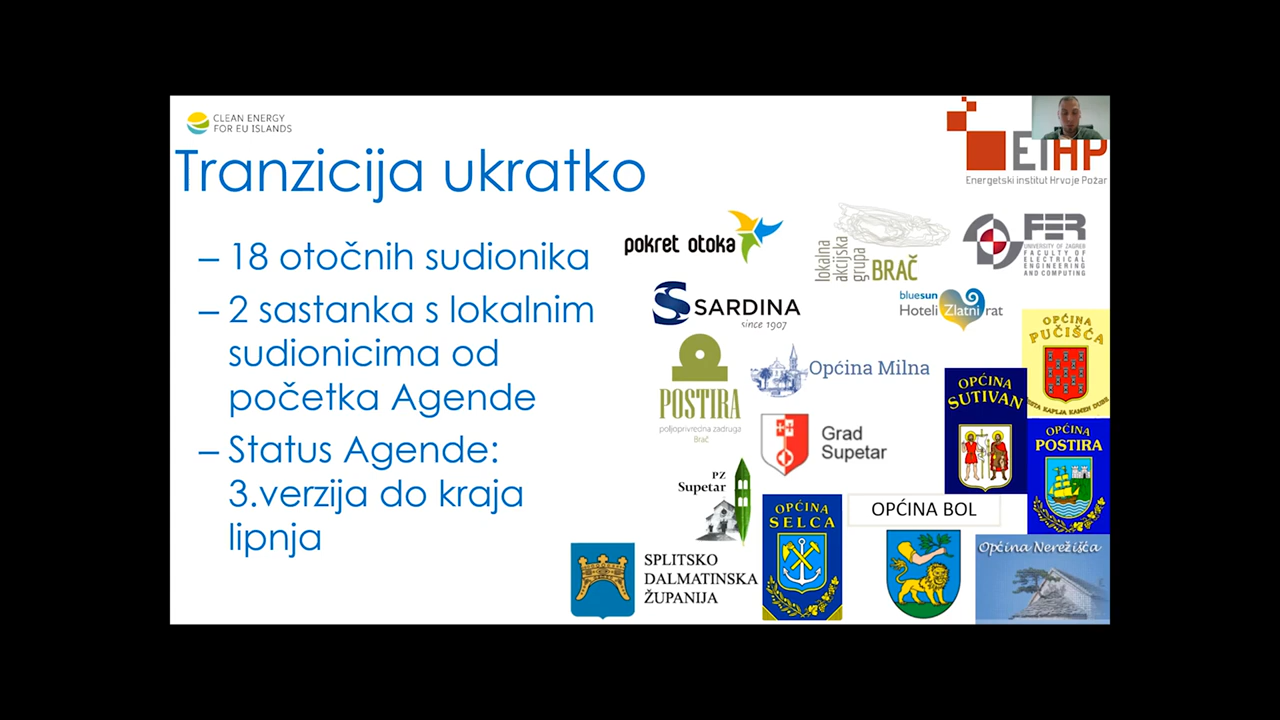 CLEAN ENERGY
FOR EU ISLANDS
Tranzicija ukratko
– 18 otočnih sudionika
– 2 sastanka s lokalnim
sudionicima od
početka Agende
– Status Agende:
3.verzija do kraja
lipnja
EIHP
Energetski institut Hrvoje Požar
pokret otoka
lokalna
akcijska
grupa
BRAČ
FER
UNIVERSITY OF ZAGREB
FACULTY OF
ELECTRICAL
ENGINEERING
AND COMPUTING
SARDINA
since 1907
bluesun
Hoteli Zlatni rat
OPĆINA
PUČIŠĆA
KAPLJA KAMEN
POSTIRA
poljoprivredna zadruga
Brač
Općina Milna
OPĆINA
SUTIVAN
Grad
Supetar
OPĆINA
POSTIRA
PZ
Supetar
OPĆINA
SELCA
OPĆINA BOL
Općina Nerežišća
SPLITSKO
DALMATINSKA
ŽUPANIJA